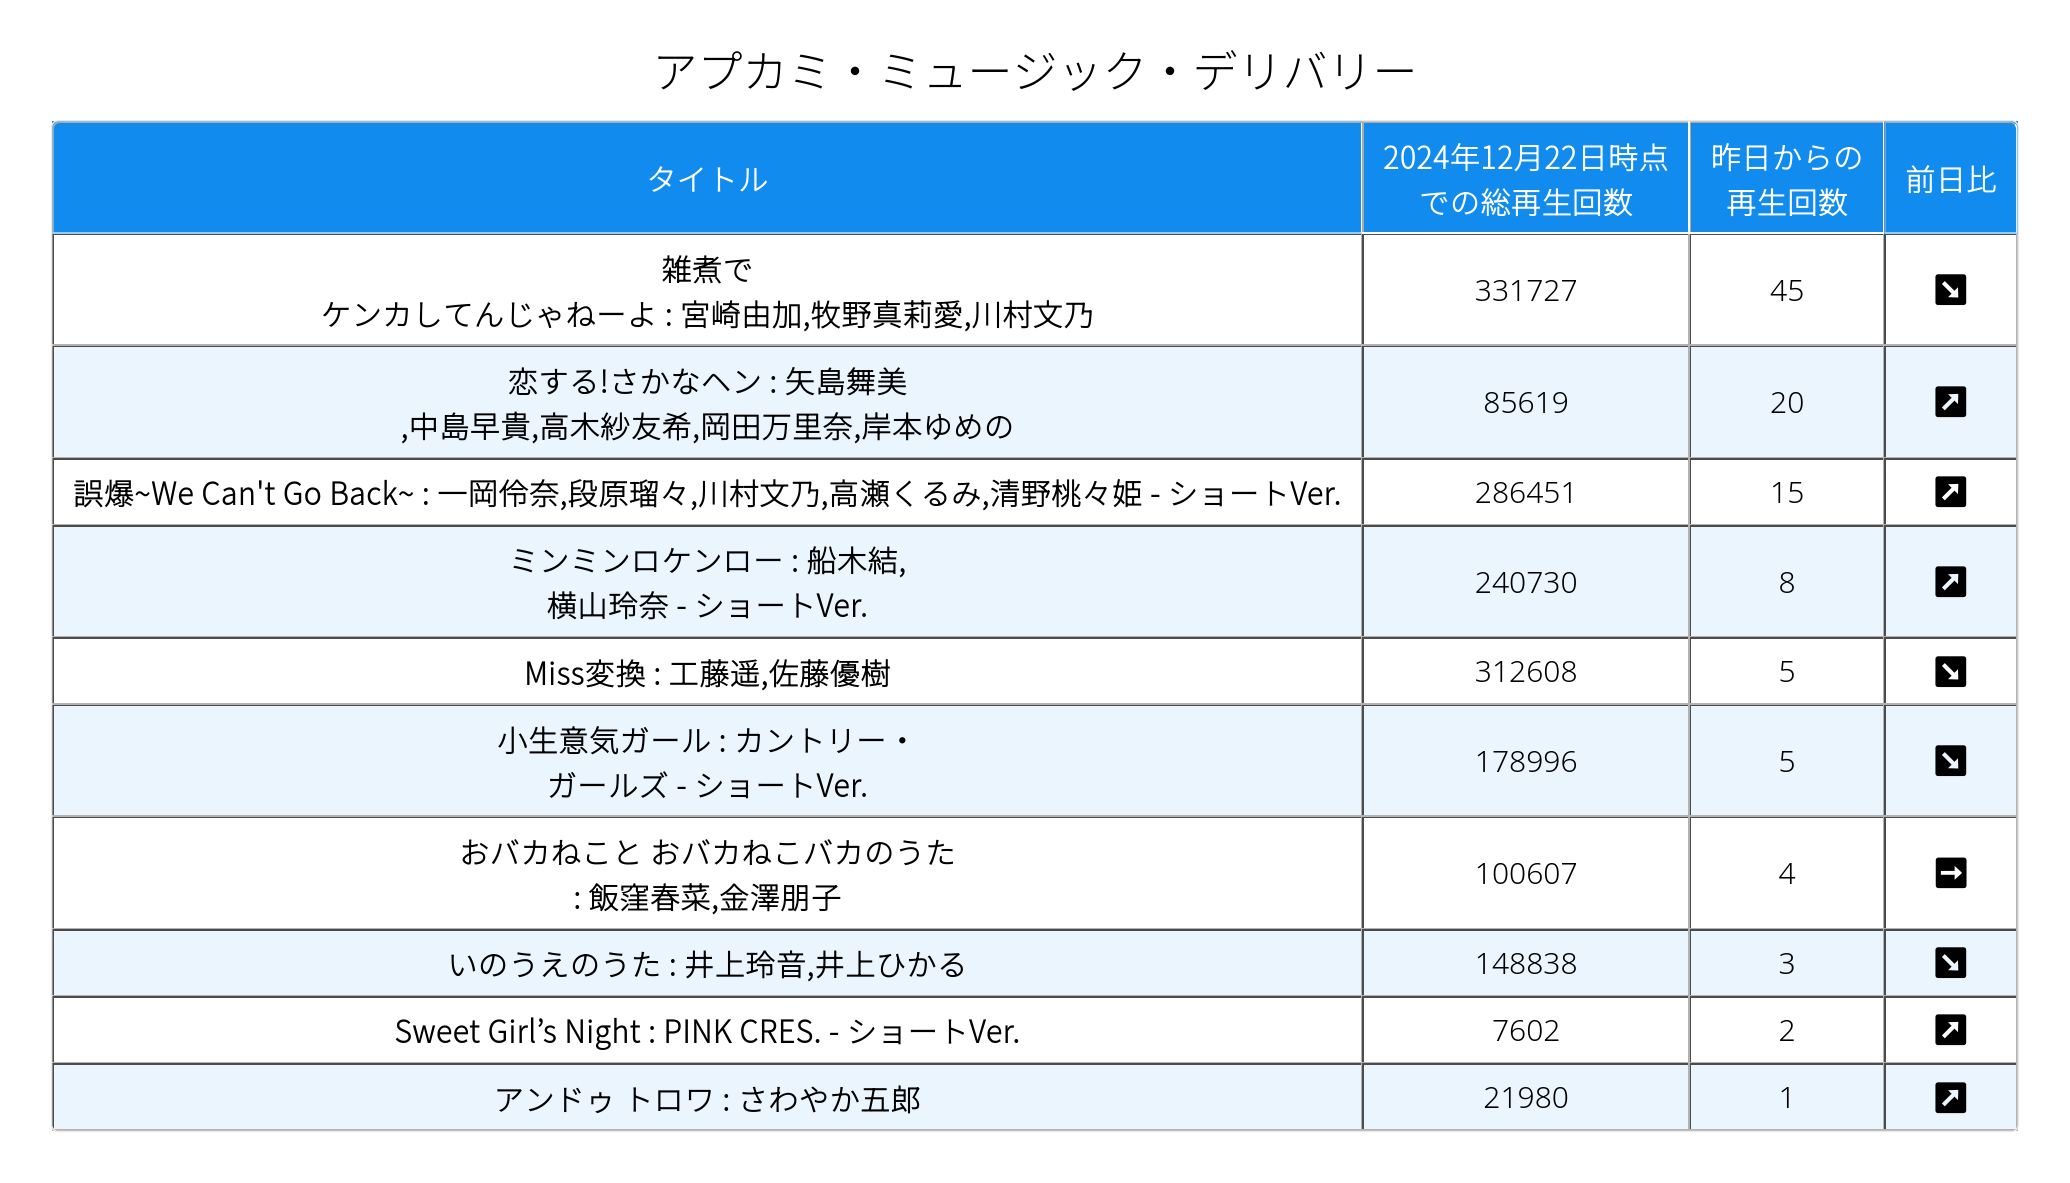 アプカミ・ミュージック・デリバリー
タイトル
2024年12月22日時点
での総再生回数
昨日からの
再生回数
前日比
雑煮で
ケンカしてんじゃねーよ : 宮崎由加,牧野真莉愛,川村文乃
331727
45
恋する!さかなヘン : 矢島舞美
,中島早貴,高木紗友希,岡田万里奈,岸本ゆめの
85619
20
誤爆~We Can't Go Back~ : 一岡伶奈,段原瑠々,川村文乃,高瀬くるみ,清野桃々姫 - ショートVer.
286451
15
ミンミンロケンロー : 船木結,
横山玲奈 - ショートVer.
240730
8
Miss変換 : 工藤遥,佐藤優樹
312608
5
小生意気ガール : カントリー・
ガールズ - ショートVer.
178996
5
おバカねこと おバカねこバカのうた
: 飯窪春菜,金澤朋子
100607
4
いのうえのうた : 井上玲音,井上ひかる
148838
3
Sweet Girl’s Night : PINK CRES. - ショートVer.
7602
2
アンドゥ トロワ : さわやか五郎
21980
1